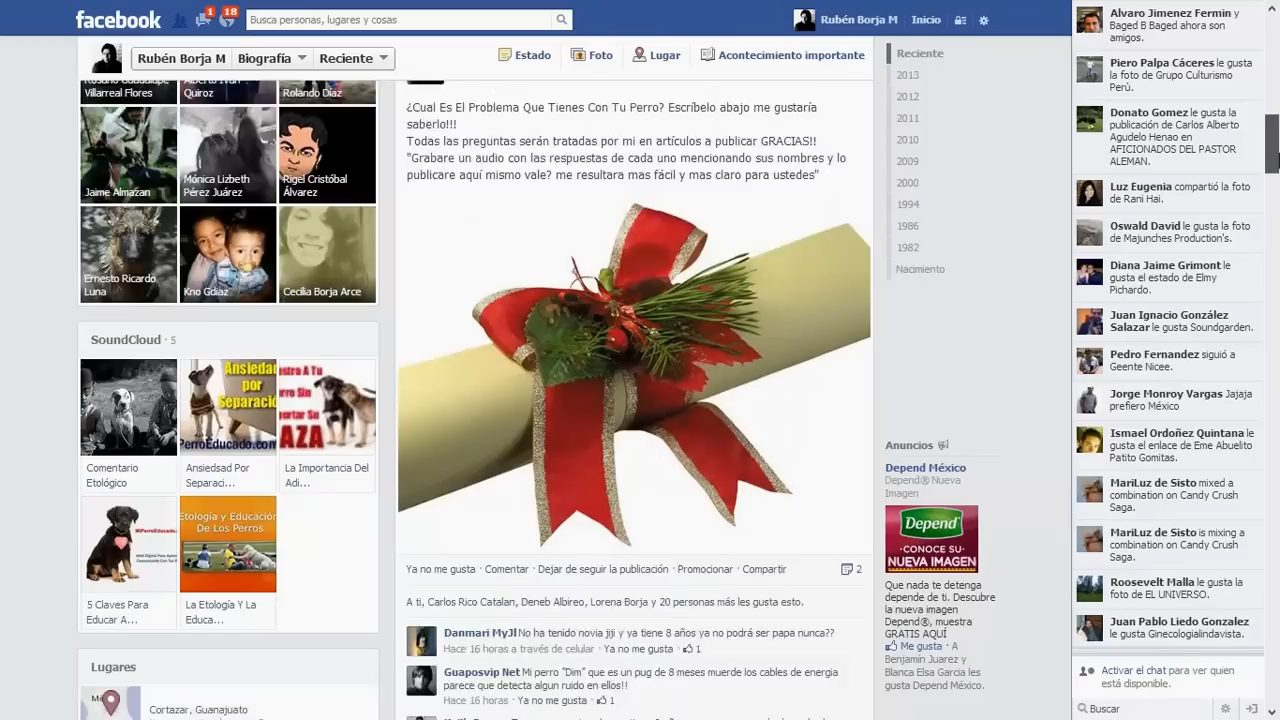 facebook
1
18
Busca personas, lugares y cosas
Rubén Borja M
Inicio
Rubén Borja M
Biografía
Reciente
Estado
Foto
Lugar
Acontecimiento importante
Villarreal Flores
Quiroz
Rolando Díaz
Jaime Almazan
Mónica Lizbeth
Pérez Juárez
Rigel Cristóbal
Álvarez
Ernesto Ricardo
Luna
Kno Gdiaz
Cecilia Borja Arce
SoundCloud · 5
Ansiedad
por
Separació
PerroEducado.com
Comentario
Etológico
Ansiedsad Por
Separaci...
La Importancia Del
Adi...
Etología y Educación
De Los Perros
5 Claves Para
Educar A...
La Etología Y La
Educa...
Lugares
Cortazar, Guanajuato
¿Cual Es El Problema Que Tienes Con Tu Perro? Escríbelo abajo me gustaría
saberlo!!!
Todas las preguntas serán tratadas por mi en artículos a publicar GRACIAS!!
"Grabare un audio con las respuestas de cada uno mencionando sus nombres y lo
publicare aquí mismo vale? me resultara mas fácil y mas claro para ustedes"
Ya no me gusta · Comentar · Dejar de seguir la publicación · Promocionar · Compartir
2
A ti, Carlos Rico Catalan, Deneb Albireo, Lorena Borja y 20 personas más les gusta esto.
Danmari MyJl No ha tenido novia jiji y ya tiene 8 años ya no podrá ser papa nunca??
Hace 16 horas a través de celular · Ya no me gusta · 1
Guaposvip Net Mi perro "Dim" que es un pug de 8 meses muerde los cables de energia
parece que detecta algun ruido en ellos!!
Hace 16 horas · Ya no me gusta · 1
Reciente
2013
2012
2011
2010
2009
2000
1994
1986
1982
Nacimiento
Anuncios
Depend México
Depend® Nueva
Imagen
Depend
CONOCE SU
NUEVA IMAGEN
Que nada te detenga
depende de ti. Descubre
la nueva imagen
Depend®, muestra
GRATIS AQUÍ
Me gusta · A
Benjamín Juarez y
Blanca Elsa Garcia les
gusta Depend México.
Alvaro Jimenez Fermin y
Baged B Baged ahora son
amigos.
Piero Palpa Cáceres le gusta
la foto de Grupo Culturismo
Perú.
Donato Gomez le gusta la
publicación de Carlos Alberto
Agudelo Henao en
AFICIONADOS DEL PASTOR
ALEMAN.
Luz Eugenia compartió la foto
de Rani Hai.
Oswald David le gusta la foto
de Majunches Production's.
Diana Jaime Grimont le
gusta el estado de Elmy
Pichardo.
Juan Ignacio González
Salazar le gusta Soundgarden.
Pedro Fernandez siguió a
Geente Nicee.
Jorge Monroy Vargas Jajaja
prefiero México
Ismael Ordoñez Quintana le
gusta el enlace de Eme Abuelito
Patito Gomitas.
MariLuz de Sisto mixed a
combination on Candy Crush
Saga.
MariLuz de Sisto is mixing a
combination on Candy Crush
Saga.
Roosevelt Malla le gusta la
foto de EL UNIVERSO.
Juan Pablo Liedo Gonzalez
le gusta Ginecologialindavista.
Activar el chat para ver quien
está disponible.
Buscar